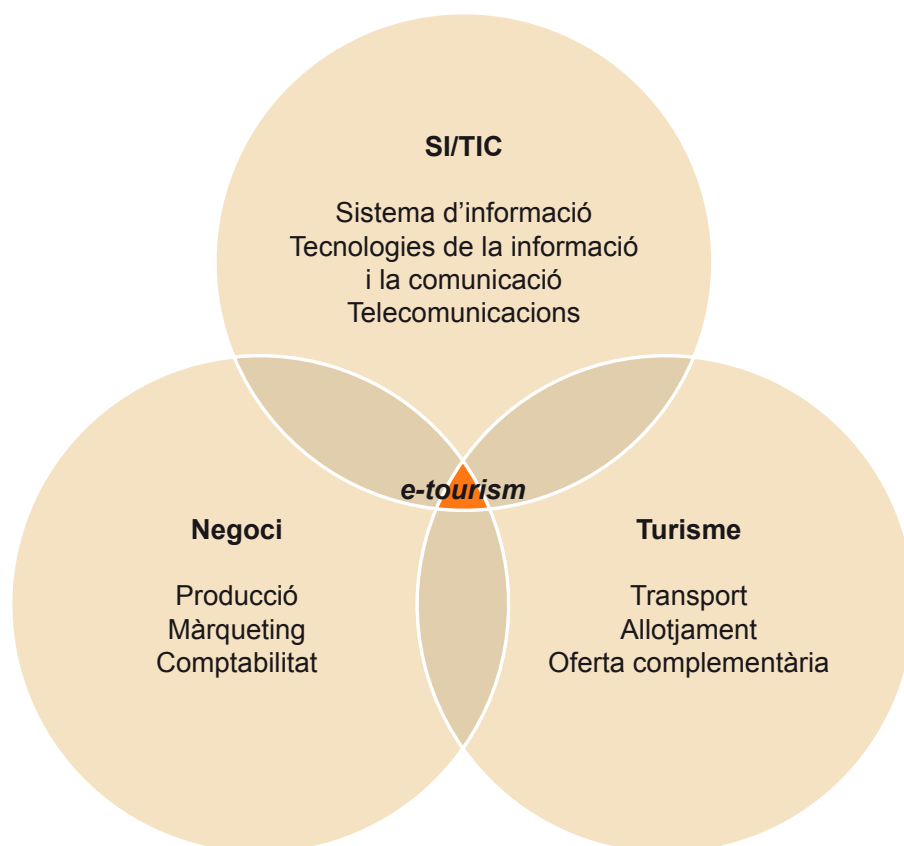 SI/TIC
Sistema d’informació
Tecnologies de la informació
i la comunicació
Telecomunicacions
e-tourism
Negoci
Producció
Màrqueting
Comptabilitat
Turisme
Transport
Allotjament
Oferta complementària